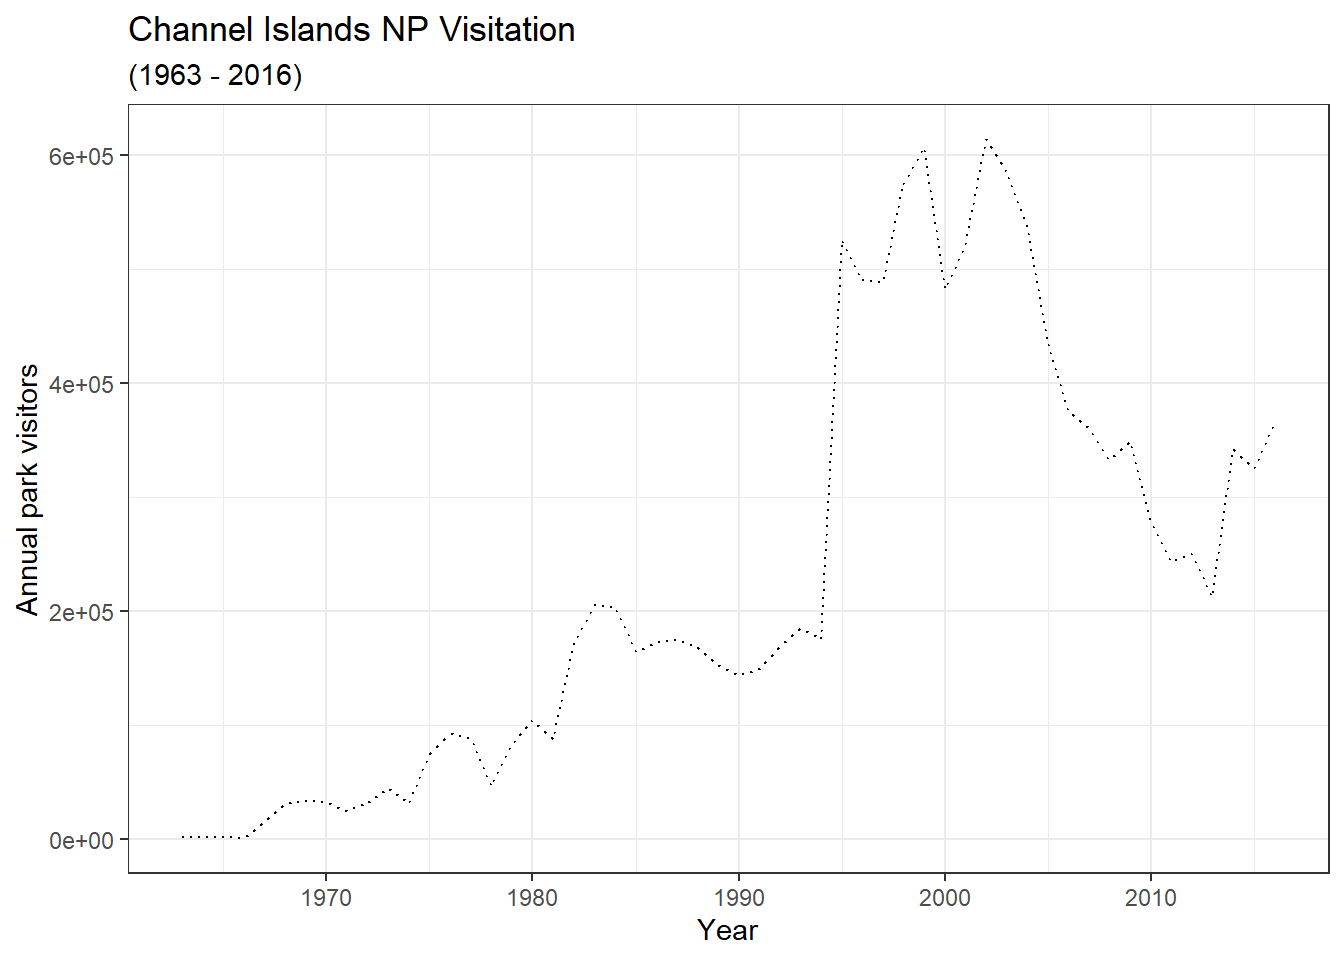 Channel Islands NP Visitation
(1963 - 2016)
Annual park visitors
6e+05
4e+05
2e+05
0e+00
1970
1980
1990
2000
2010
Year